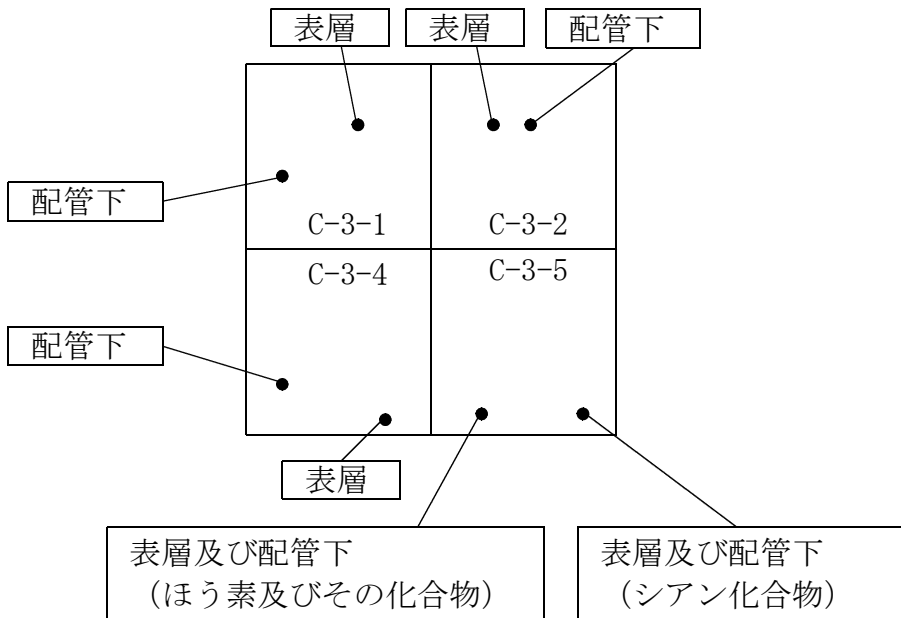 表層
表層
配管下
配管下
C-3-1
C-3-2
C-3-4
C-3-5
配管下
表層
表層及び配管下
（ほう素及びその化合物）
表層及び配管下
（シアン化合物）